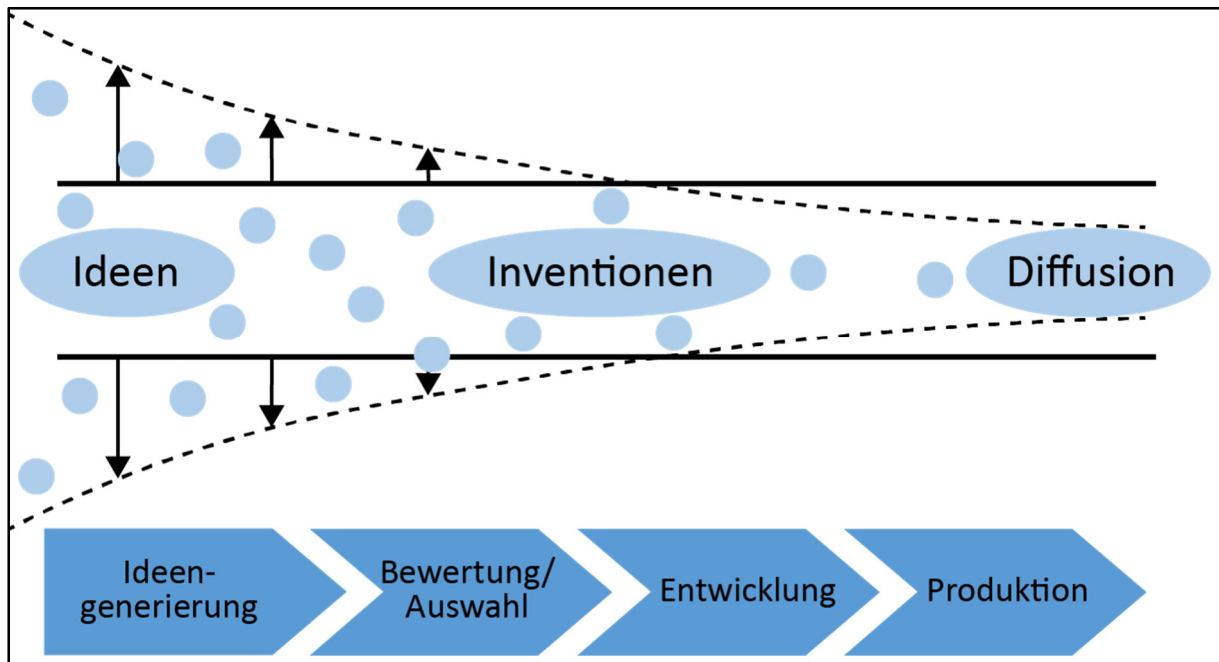 Ideen
Inventionen
Diffusion
Ideen-
generierung
Bewertung/
Auswahl
Entwicklung
Produktion